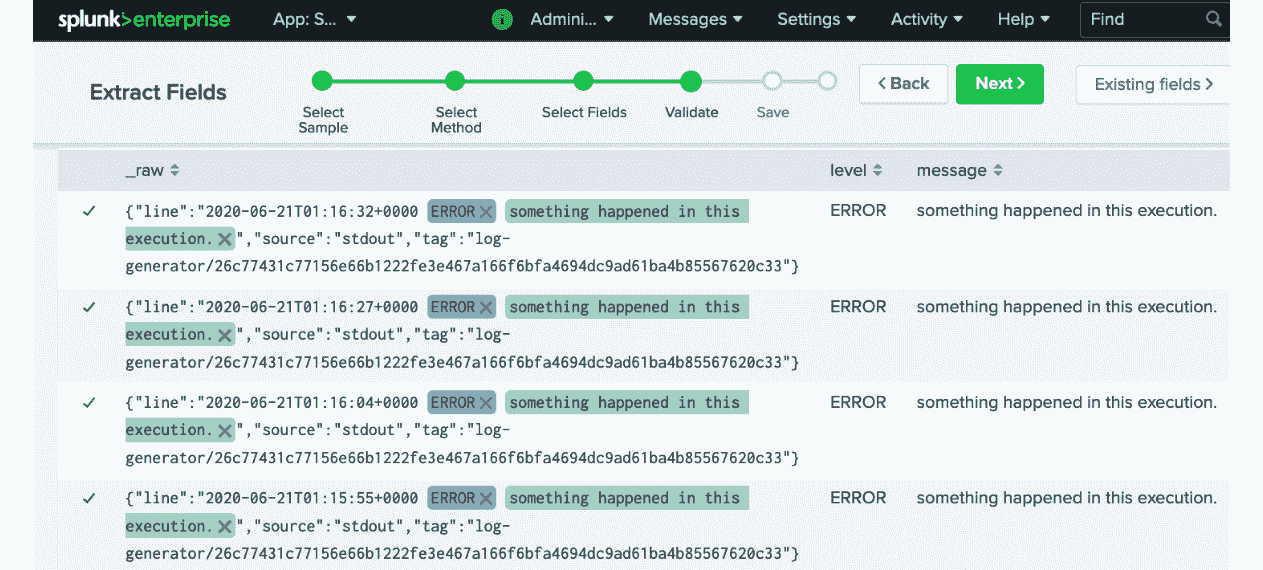 splunk>enterprise App: S... Admini... Messages Settings Activity Help Find
Extract Fields
Select Sample
Select Method
Select Fields
Validate
Save
< Back
Next >
Existing fields >
_raw level message
{"line":"2020-06-21T01:16:32+0000 ERROR something happened in this ERROR something happened in this execution.
execution. ","source":"stdout","tag":"log-
generator/26c77431c77156e66b1222fe3e467a166f6bfa4694dc9ad61ba4b85567620c33"}
{"line":"2020-06-21T01:16:27+0000 ERROR something happened in this ERROR something happened in this execution.
execution. ","source":"stdout","tag":"log-
generator/26c77431c77156e66b1222fe3e467a166f6bfa4694dc9ad61ba4b85567620c33"}
{"line":"2020-06-21T01:16:04+0000 ERROR something happened in this ERROR something happened in this execution.
execution. ","source":"stdout","tag":"log-
generator/26c77431c77156e66b1222fe3e467a166f6bfa4694dc9ad61ba4b85567620c33"}
{"line":"2020-06-21T01:15:55+0000 ERROR something happened in this ERROR something happened in this execution.
execution. ","source":"stdout","tag":"log-
generator/26c77431c77156e66b1222fe3e467a166f6bfa4694dc9ad61ba4b85567620c33"}